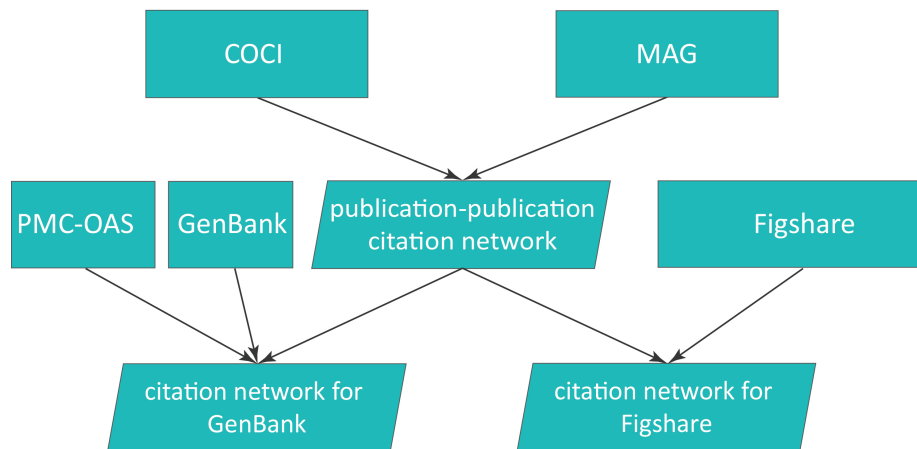 COCI
MAG
PMC-OAS
GenBank
publication-publication
citation network
Figshare
citation network for
GenBank
citation network for
Figshare